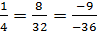 1/4 = 8/32 = -9/-36